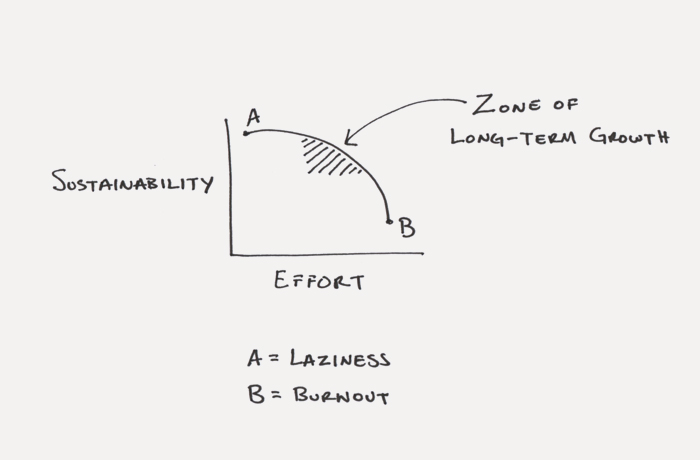 A
ZONE OF
LONG-TERM GROWTH
SUSTAINABILITY
B
EFFORT
A = LAZINESS
B = BURNOUT